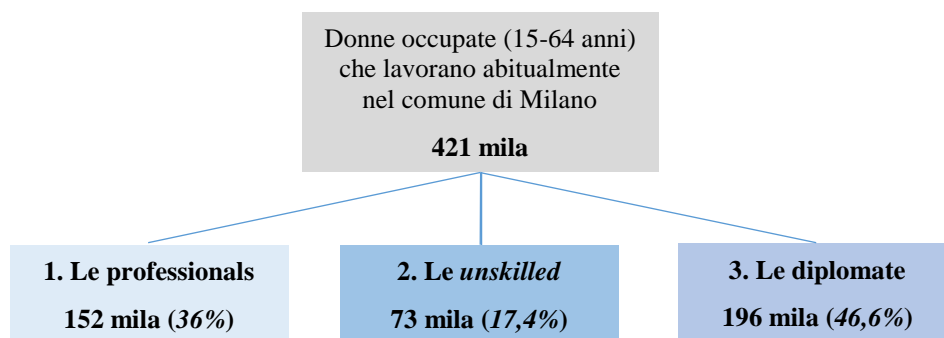 Donne occupate (15-64 anni)
che lavorano abitualmente
nel comune di Milano
421 mila
1. Le professionals
152 mila (36%)
2. Le unskilled
73 mila (17,4%)
3. Le diplomate
196 mila (46,6%)